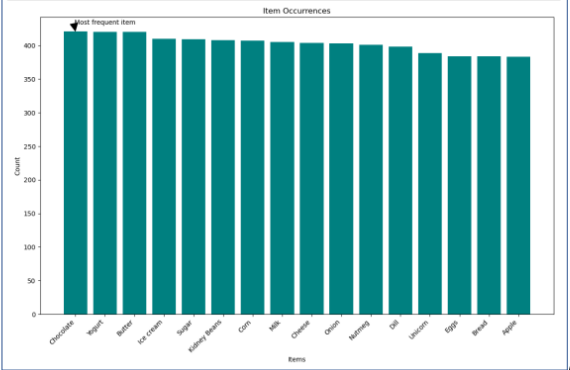 Item Occurrences
Most frequent item
400
350
300
250
200
150
100
50
0
Count
Chocolate
Yogurt
Butter
Ice cream
Sugar
Kidney Beans
Corn
Milk
Cheese
Onion
Nutmeg
Dill
Unicorn
Eggs
Bread
Apple
Items